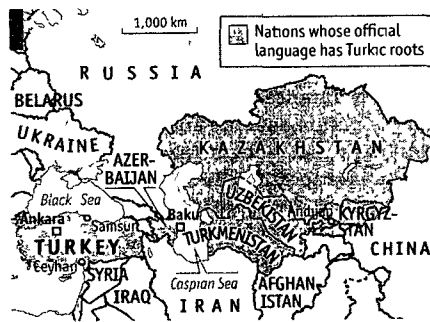 1,000 km
Nations whose official
language has Turkic roots
RUSSIA
BELARUS
UKRAINE
KAZAKHSTAN
AZER-
BAIJAN
Black Sea
UZBEKISTAN
Ankara
Samsun
Baku
Andijan
KYRGYZ-
STAN
TURKEY
TURKMENISTAN
CHINA
Ceyhan
SYRIA
Caspian Sea
AFGHAN-
ISTAN
IRAQ
IRAN